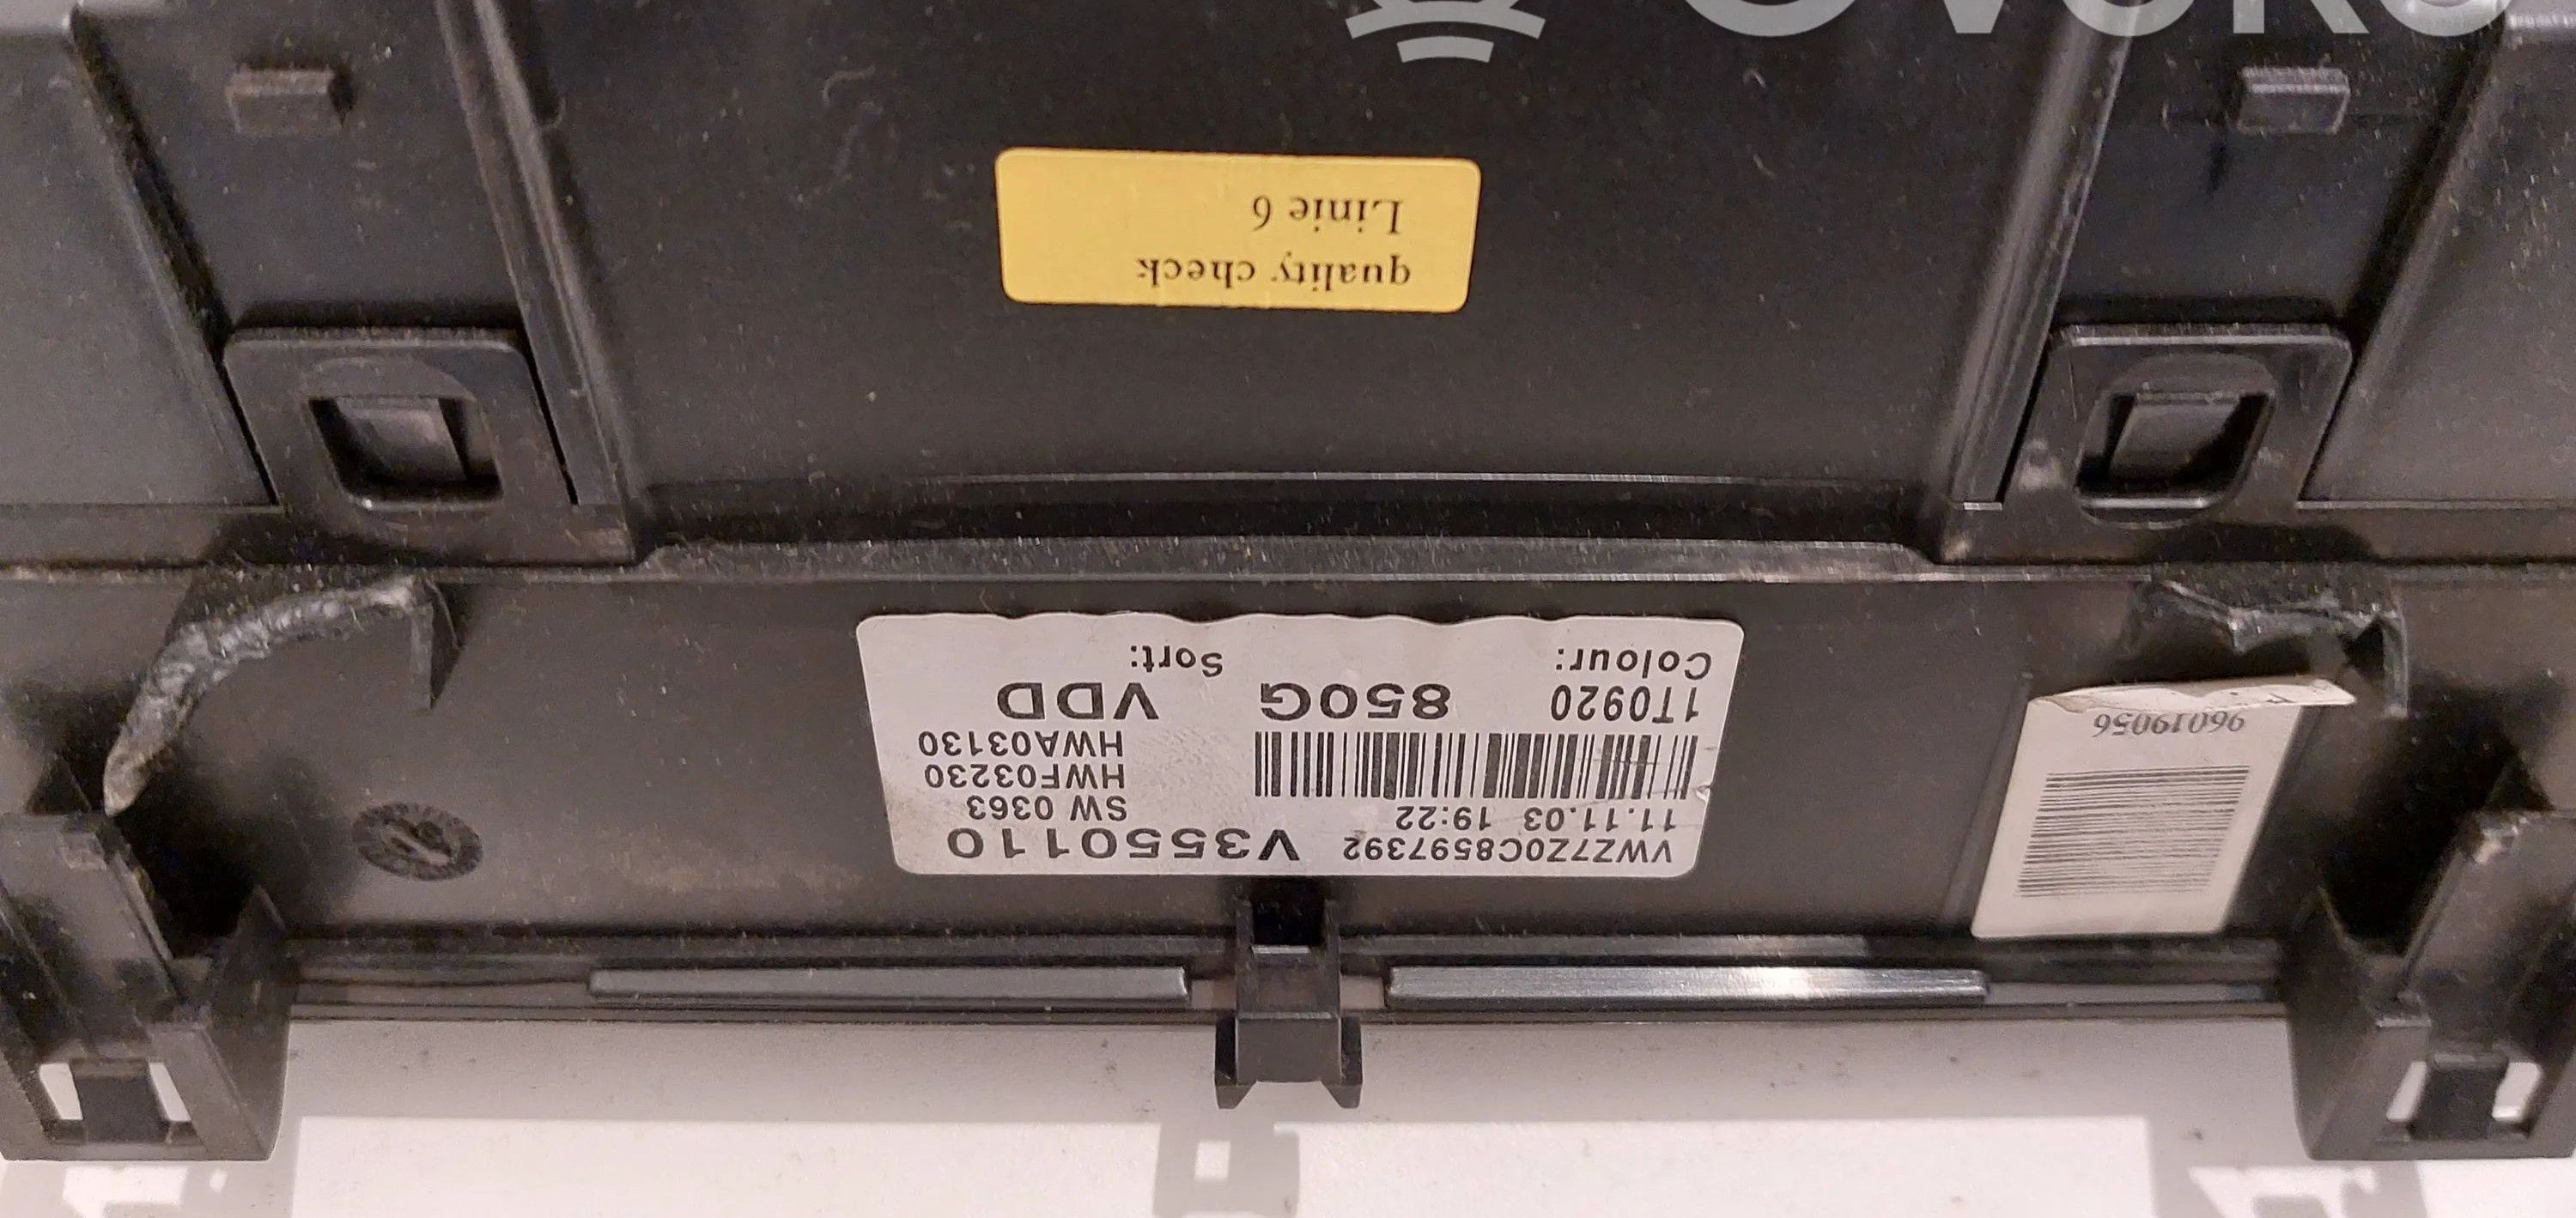 VWZ7Z0C8597392 V3550110
11.11.03 19:22 SW 0363
HWF03230
HWA03130
1T0920 850G VDD
Colour: Sort:
quality check
Linie 6
96019056